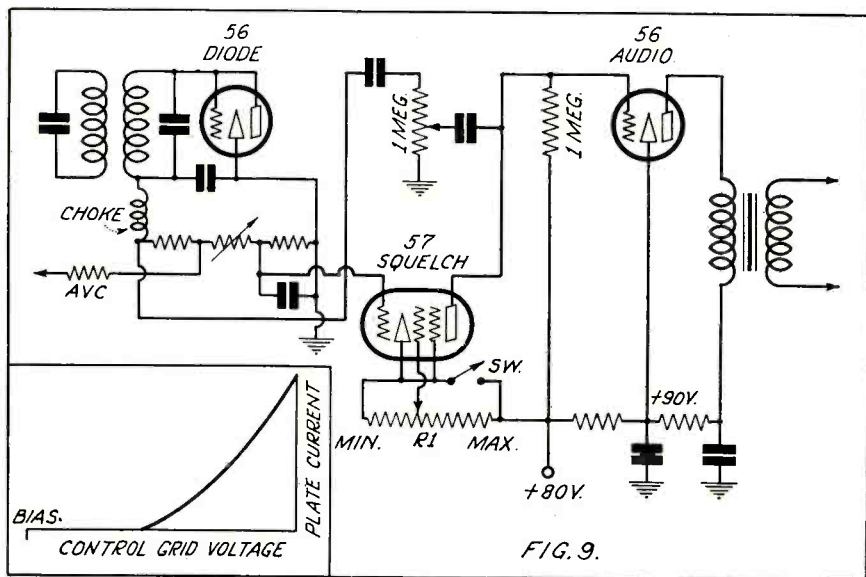 56
DIODE
56
AUDIO.
1 MEG.
1 MEG.
CHOKE
57
SQUELCH
AVC
SW.
+90V.
MIN.
R1
MAX.
+80V.
BIAS.
PLATE CURRENT
CONTROL GRID VOLTAGE
FIG. 9.